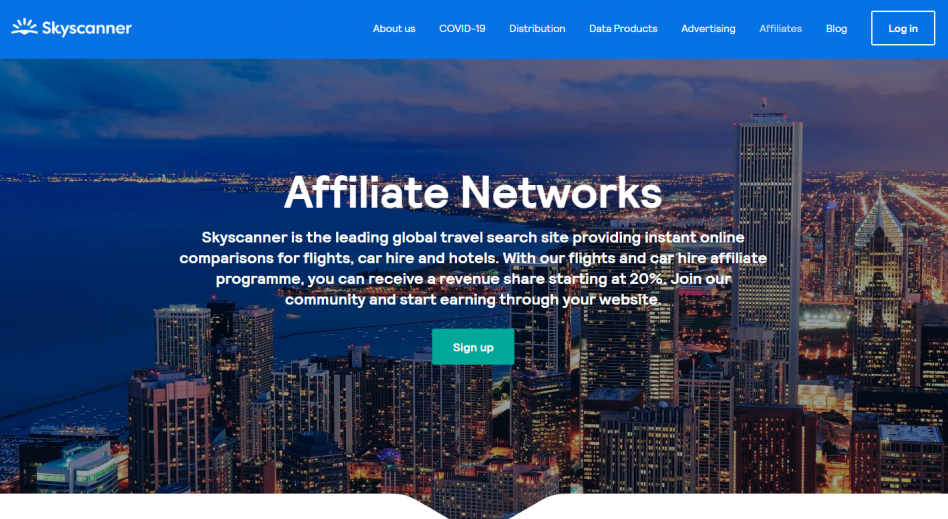 Skyscanner
About us COVID-19 Distribution Data Products Advertising Affiliates Blog Log in
Affiliate Networks
Skyscanner is the leading global travel search site providing instant online
comparisons for flights, car hire and hotels. With our flights and car hire affiliate
programme, you can receive a revenue share starting at 20%. Join our
community and start earning through your website.
Sign up